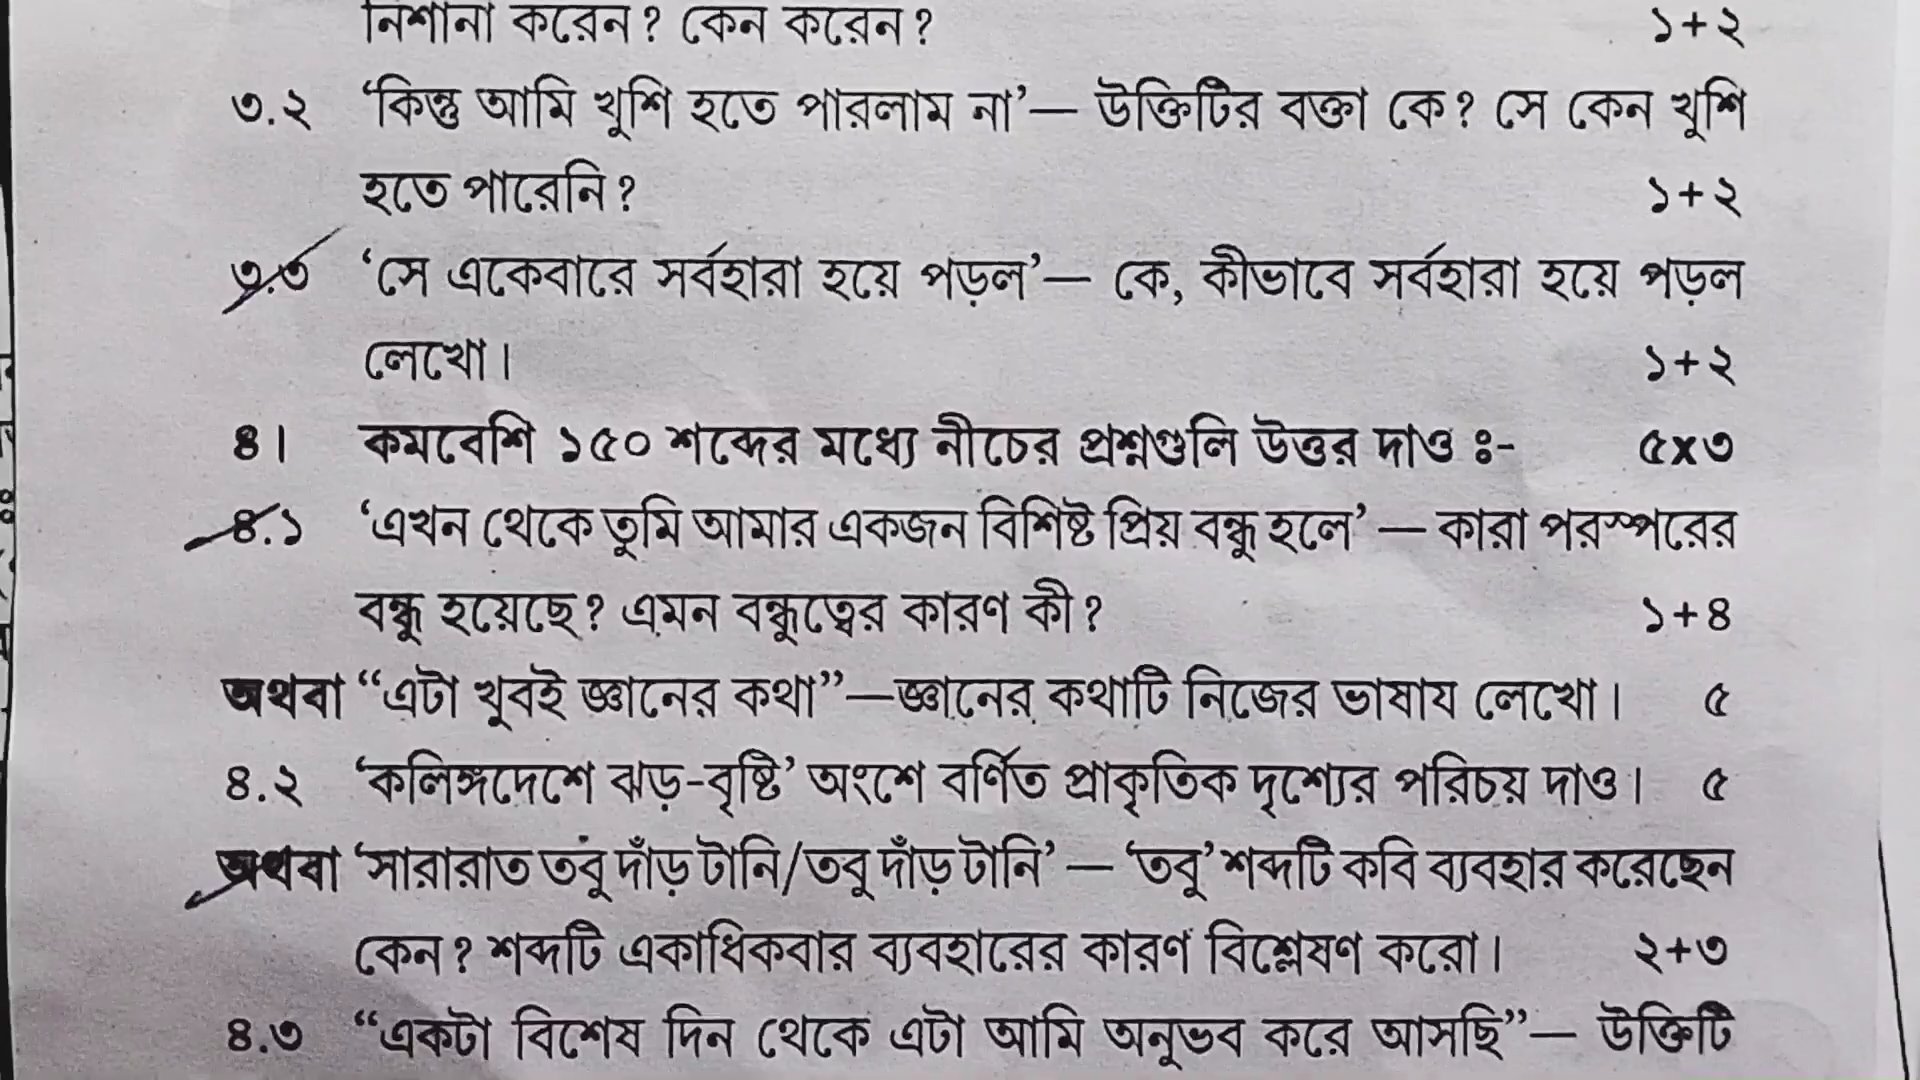 নিশানা করেন? কেন করেন? ১+২
৩.২ ‘কিন্তু আমি খুশি হতে পারলাম না’— উক্তিটির বক্তা কে? সে কেন খুশি
হতে পারেনি? ১+২
৩.৩ ‘সে একেবারে সর্বহারা হয়ে পড়ল’— কে, কীভাবে সর্বহারা হয়ে পড়ল
লেখো। ১+২
৪। কমবেশি ১৫০ শব্দের মধ্যে নীচের প্রশ্নগুলি উত্তর দাও ঃ- ৫x৩
৪.১ ‘এখন থেকে তুমি আমার একজন বিশিষ্ট প্রিয় বন্ধু হলে’ — কারা পরস্পরের
বন্ধু হয়েছে? এমন বন্ধুত্বের কারণ কী? ১+৪
অথবা “এটা খুবই জ্ঞানের কথা”—জ্ঞানের কথাটি নিজের ভাষায লেখো। ৫
৪.২ ‘কলিঙ্গদেশে ঝড়-বৃষ্টি’ অংশে বর্ণিত প্রাকৃতিক দৃশ্যের পরিচয় দাও। ৫
অথবা ‘সারারাত তবু দাঁড় টানি/তবু দাঁড় টানি’ — ‘তবু’ শব্দটি কবি ব্যবহার করেছেন
কেন? শব্দটি একাধিকবার ব্যবহারের কারণ বিশ্লেষণ করো। ২+৩
৪.৩ “একটা বিশেষ দিন থেকে এটা আমি অনুভব করে আসছি”— উক্তিটি